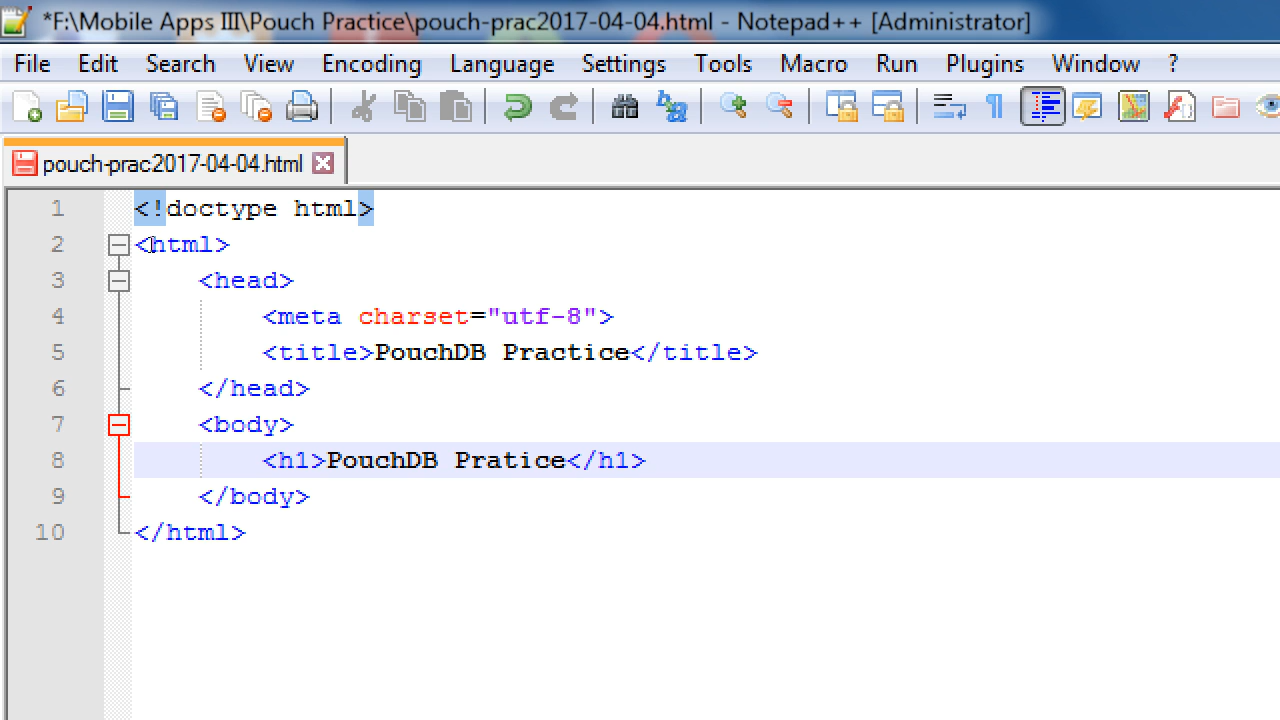 *F:\Mobile Apps III\Pouch Practice\pouch-prac2017-04-04.html - Notepad++ [Administrator]
File Edit Search View Encoding Language Settings Tools Macro Run Plugins Window ?
pouch-prac2017-04-04.html
1 <!doctype html>
2 <html>
3 <head>
4 <meta charset="utf-8">
5 <title>PouchDB Practice</title>
6 </head>
7 <body>
8 <h1>PouchDB Pratice</h1>
9 </body>
10 </html>